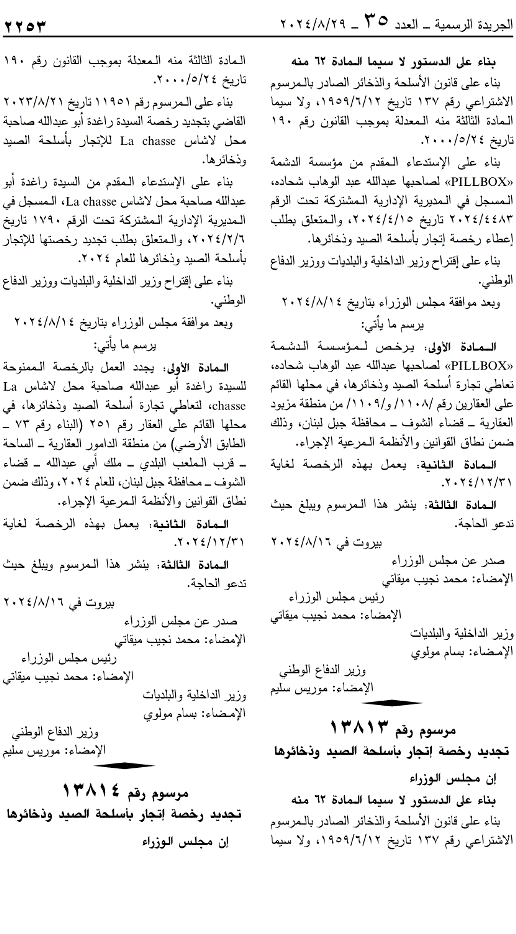 الجريدة الرسمية ــ العدد ٣٥ ــ ٢٠٢٤/٨/٢٩
٢٢٥٣
بناء على الدستور لا سيما المادة ٦٢ منه
بناء على قانون الأسلحة والذخائر الصادر بالمرسوم
الاشتراعي رقم ١٣٧ تاريخ ١٩٥٩/٦/١٢، ولا سيما
المادة الثالثة منه المعدلة بموجب القانون رقم ١٩٠
تاريخ ٢٠٠٠/٥/٢٤.
بناء على الإستدعاء المقدم من مؤسسة الدشمة
«PILLBOX» لصاحبها عبدالله عبد الوهاب شحاده،
المسجل في المديرية الإدارية المشتركة تحت الرقم
٢٠٢٤/٤٤٨٣ تاريخ ٢٠٢٤/٤/١٥، والمتعلق بطلب
إعطاء رخصة إتجار بأسلحة الصيد وذخائرها.
بناء على إقتراح وزير الداخلية والبلديات ووزير الدفاع
الوطني.
وبعد موافقة مجلس الوزراء بتاريخ ٢٠٢٤/٨/١٤
يرسم ما يأتي:
المادة الأولى: يرخص لمؤسسة الدشمة
«PILLBOX» لصاحبها عبدالله عبد الوهاب شحاده،
تعاطي تجارة أسلحة الصيد وذخائرها، في محلها القائم
على العقارين رقم /١١٠٨ و/١١٠٩ من منطقة مزبود
العقارية ــ قضاء الشوف ــ محافظة جبل لبنان، وذلك
ضمن نطاق القوانين والأنظمة المرعية الإجراء.
المادة الثانية: يعمل بهذه الرخصة لغاية
٢٠٢٤/١٢/٣١.
المادة الثالثة: ينشر هذا المرسوم ويبلغ حيث
تدعو الحاجة.
بيروت في ٢٠٢٤/٨/١٦
صدر عن مجلس الوزراء
الإمضاء: محمد نجيب ميقاتي
رئيس مجلس الوزراء
الإمضاء: محمد نجيب ميقاتي
وزير الداخلية والبلديات
الإمضاء: بسام مولوي
وزير الدفاع الوطني
الإمضاء: موريس سليم
مرسوم رقم ١٣٨١٣
تجديد رخصة إتجار بأسلحة الصيد وذخائرها
إن مجلس الوزراء
بناء على الدستور لا سيما المادة ٦٢ منه
بناء على قانون الأسلحة والذخائر الصادر بالمرسوم
الاشتراعي رقم ١٣٧ تاريخ ١٩٥٩/٦/١٢، ولا سيما
المادة الثالثة منه المعدلة بموجب القانون رقم ١٩٠
تاريخ ٢٠٠٠/٥/٢٤.
بناء على المرسوم رقم ١١٩٥١ تاريخ ٢٠٢٣/٨/٢١
القاضي بتجديد رخصة السيدة راغدة أبو عبدالله صاحبة
محل لاشاس La chasse للإتجار بأسلحة الصيد
وذخائرها.
بناء على الإستدعاء المقدم من السيدة راغدة أبو
عبدالله صاحبة محل لاشاس La chasse، المسجل في
المديرية الإدارية المشتركة تحت الرقم ١٧٩٠ تاريخ
٢٠٢٤/٢/٦، والمتعلق بطلب تجديد رخصتها للإتجار
بأسلحة الصيد وذخائرها للعام ٢٠٢٤.
بناء على إقتراح وزير الداخلية والبلديات ووزير الدفاع
الوطني.
وبعد موافقة مجلس الوزراء بتاريخ ٢٠٢٤/٨/١٤
يرسم ما يأتي:
المادة الأولى: يجدد العمل بالرخصة الممنوحة
للسيدة راغدة أبو عبدالله صاحبة محل لاشاس La
chasse، لتعاطي تجارة أسلحة الصيد وذخائرها، في
محلها القائم على العقار رقم ٢٥١ (البناء رقم ٧٣ ــ
الطابق الأرضي) من منطقة الدامور العقارية ــ الساحة
ــ قرب الملعب البلدي ــ ملك أبي عبدالله ــ قضاء
الشوف ــ محافظة جبل لبنان، للعام ٢٠٢٤، وذلك ضمن
نطاق القوانين والأنظمة المرعية الإجراء.
المادة الثانية: يعمل بهذه الرخصة لغاية
٢٠٢٤/١٢/٣١.
المادة الثالثة: ينشر هذا المرسوم ويبلغ حيث
تدعو الحاجة.
بيروت في ٢٠٢٤/٨/١٦
صدر عن مجلس الوزراء
الإمضاء: محمد نجيب ميقاتي
رئيس مجلس الوزراء
الإمضاء: محمد نجيب ميقاتي
وزير الداخلية والبلديات
الإمضاء: بسام مولوي
وزير الدفاع الوطني
الإمضاء: موريس سليم
مرسوم رقم ١٣٨١٤
تجديد رخصة إتجار بأسلحة الصيد وذخائرها
إن مجلس الوزراء